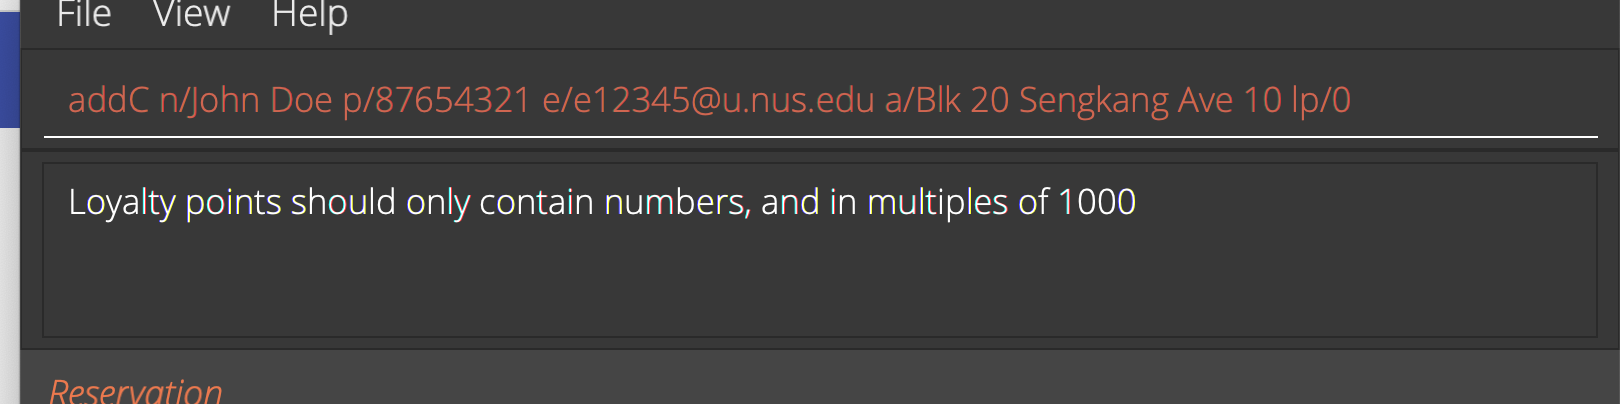 File View Help
addC n/John Doe p/87654321 e/e12345@u.nus.edu a/Blk 20 Sengkang Ave 10 lp/0
Loyalty points should only contain numbers, and in multiples of 1000
Reservation